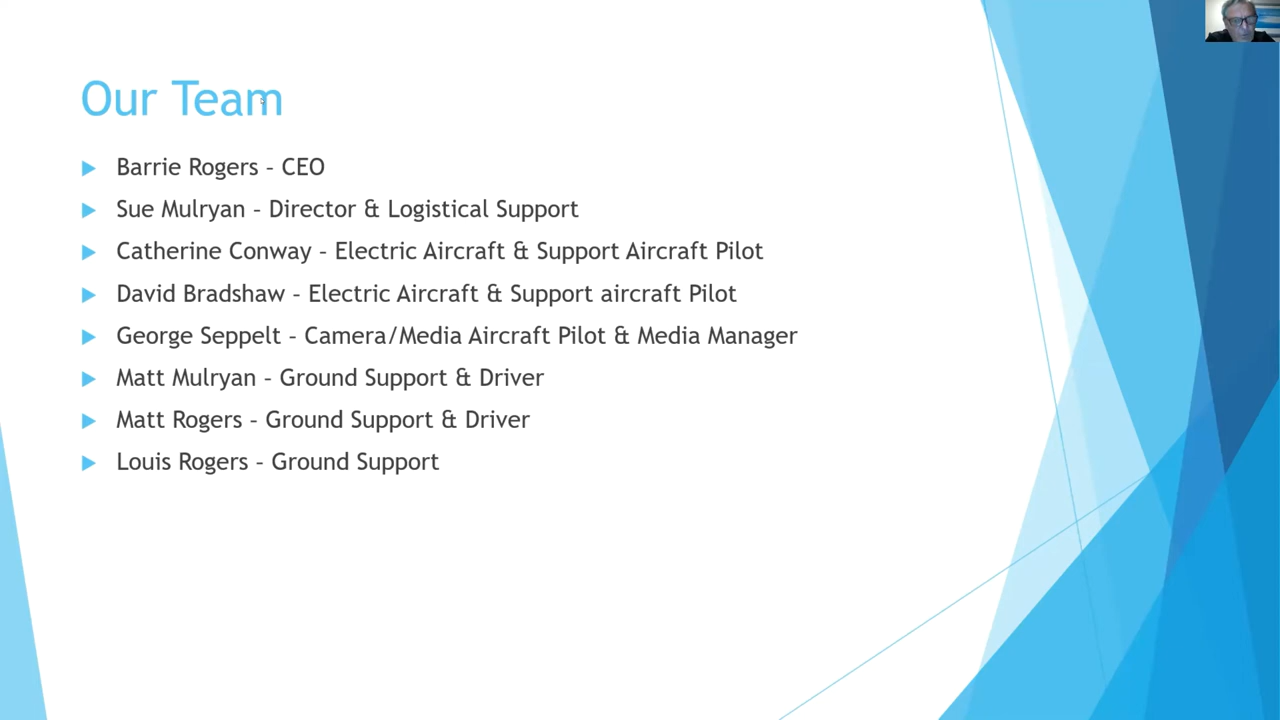 Our Team
Barrie Rogers – CEO
Sue Mulryan – Director & Logistical Support
Catherine Conway – Electric Aircraft & Support Aircraft Pilot
David Bradshaw – Electric Aircraft & Support aircraft Pilot
George Seppelt – Camera/Media Aircraft Pilot & Media Manager
Matt Mulryan – Ground Support & Driver
Matt Rogers – Ground Support & Driver
Louis Rogers – Ground Support